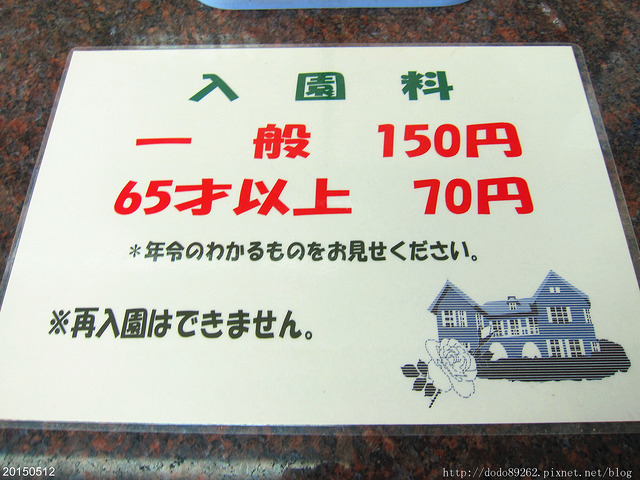 入園料
一般 150円
65才以上 70円
＊年令のわかるものをお見せください。
※再入園はできません。
20150512
http://dodo89262.pixnet.net/blog